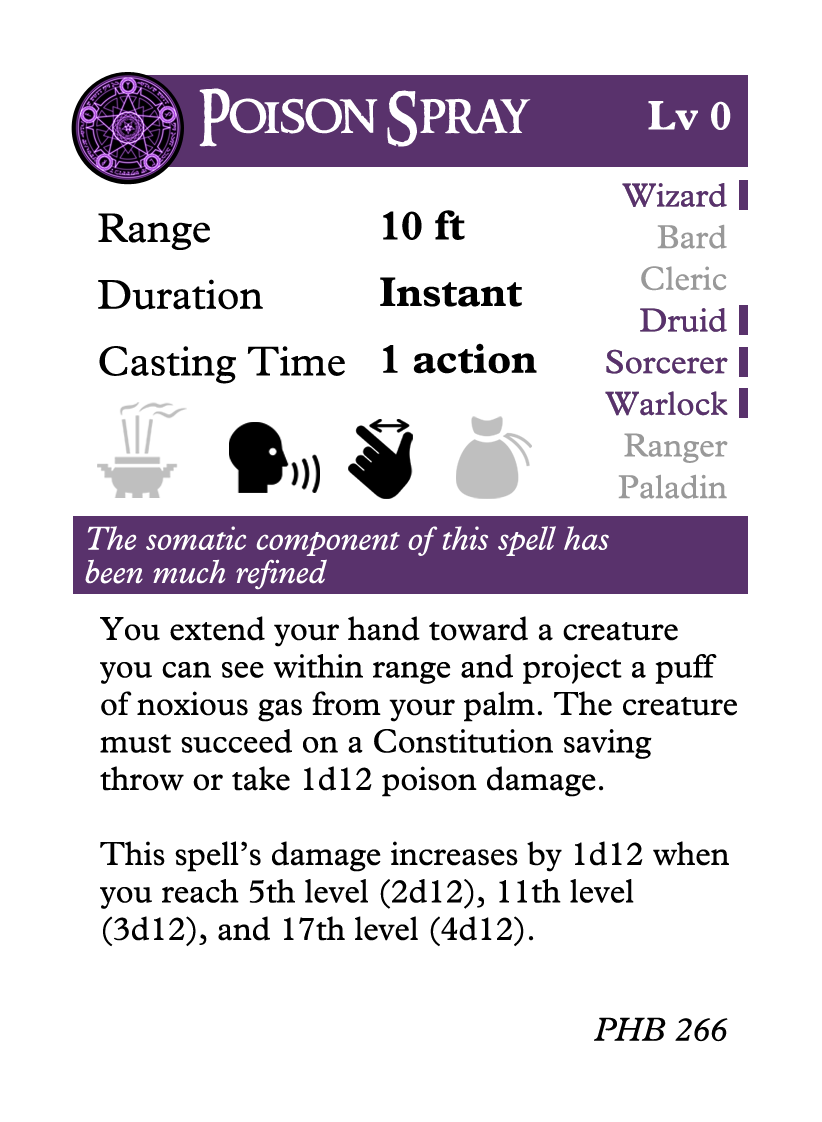 Poison Spray Lv 0
Wizard
Bard
Cleric
Druid
Sorcerer
Warlock
Ranger
Paladin
Range 10 ft
Duration Instant
Casting Time 1 action
The somatic component of this spell has
been much refined
You extend your hand toward a creature
you can see within range and project a puff
of noxious gas from your palm. The creature
must succeed on a Constitution saving
throw or take 1d12 poison damage.
This spell’s damage increases by 1d12 when
you reach 5th level (2d12), 11th level
(3d12), and 17th level (4d12).
PHB 266